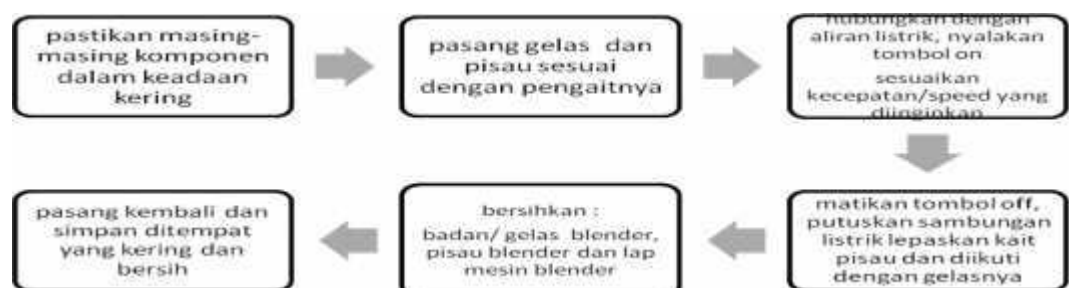 pastikan masing-
masing komponen
dalam keadaan
kering
pasang gelas dan
pisau sesuai
dengan pengaitnya
hubungkan dengan
aliran listrik, nyalakan
tombol on
sesuaikan
kecepatan/speed yang
diinginkan
matikan tombol off,
putuskan sambungan
listrik lepaskan kait
pisau dan diikuti
dengan gelasnya
bersihkan :
badan/ gelas blender,
pisau blender dan lap
mesin blender
pasang kembali dan
simpan ditempat
yang kering dan
bersih